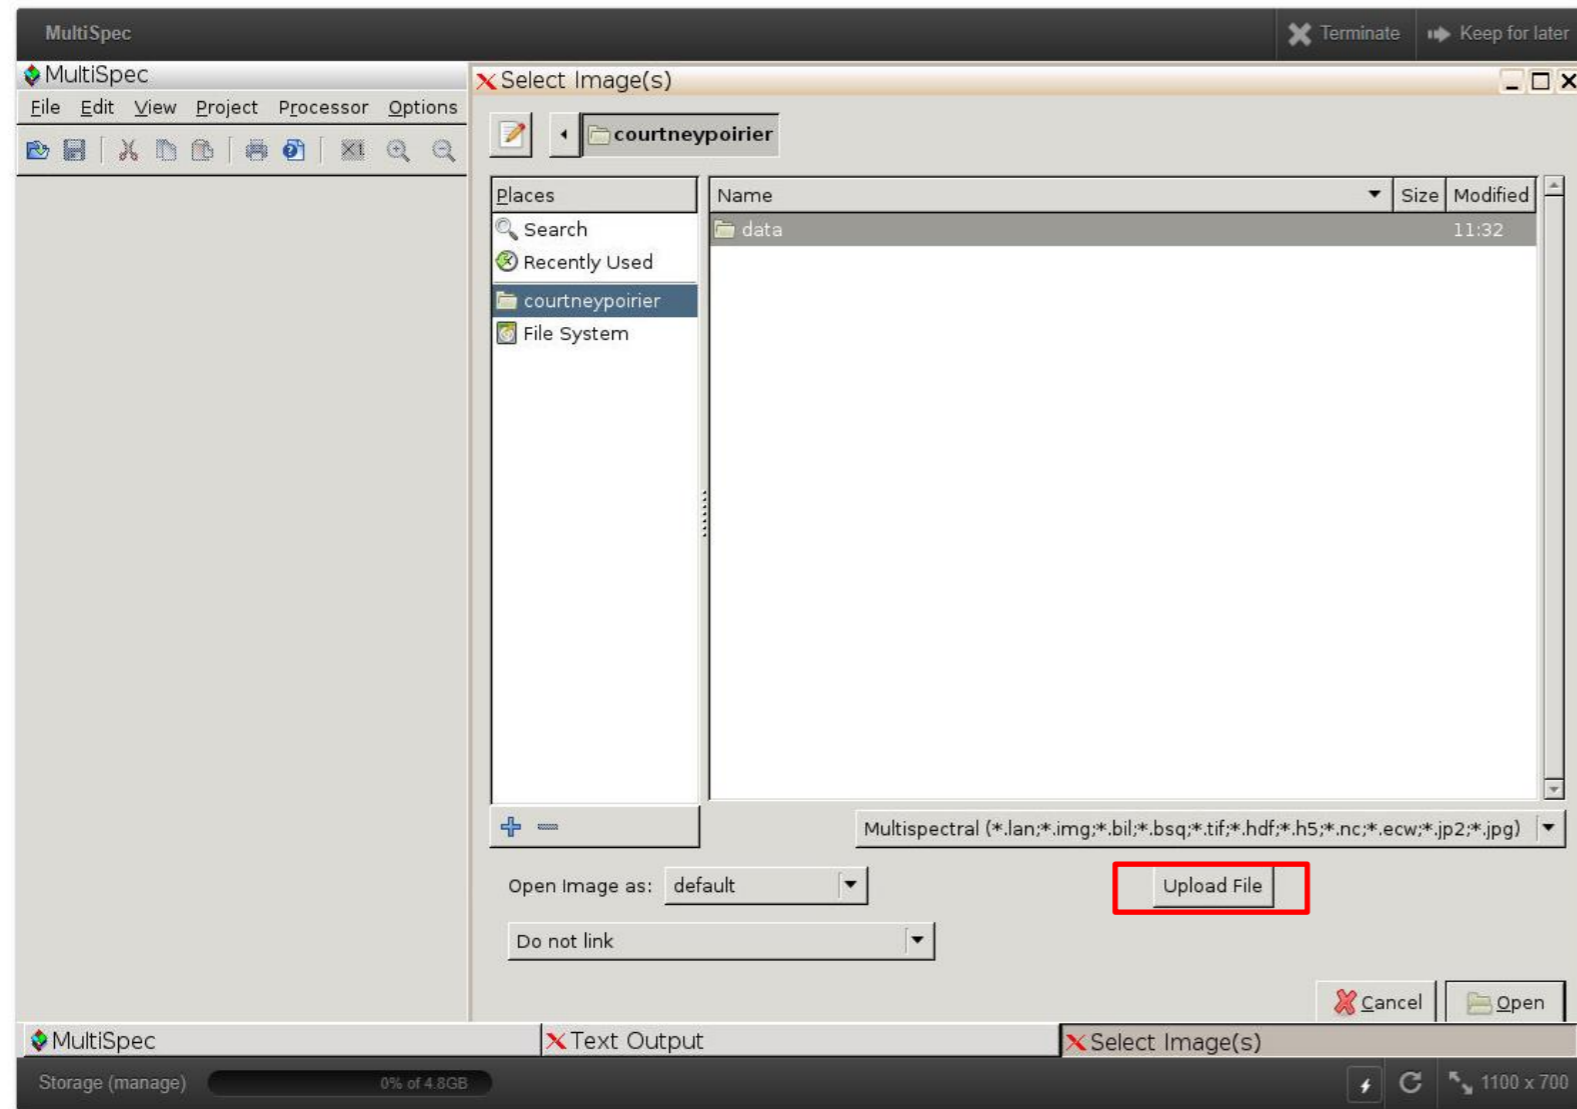 MultiSpec Terminate Keep for later
MultiSpec
Select Image(s)
File Edit View Project Processor Options
courtneypoirier
X1
Places
Name Size Modified
Search
data 11:32
Recently Used
courtneypoirier
File System
Multispectral (*.lan;*.img;*.bil;*.bsq;*.tif;*.hdf;*.h5;*.nc;*.ecw;*.jp2;*.jpg)
Open Image as: default
Upload File
Do not link
Cancel Open
MultiSpec Text Output Select Image(s)
Storage (manage) 0% of 4.8GB 1100 x 700